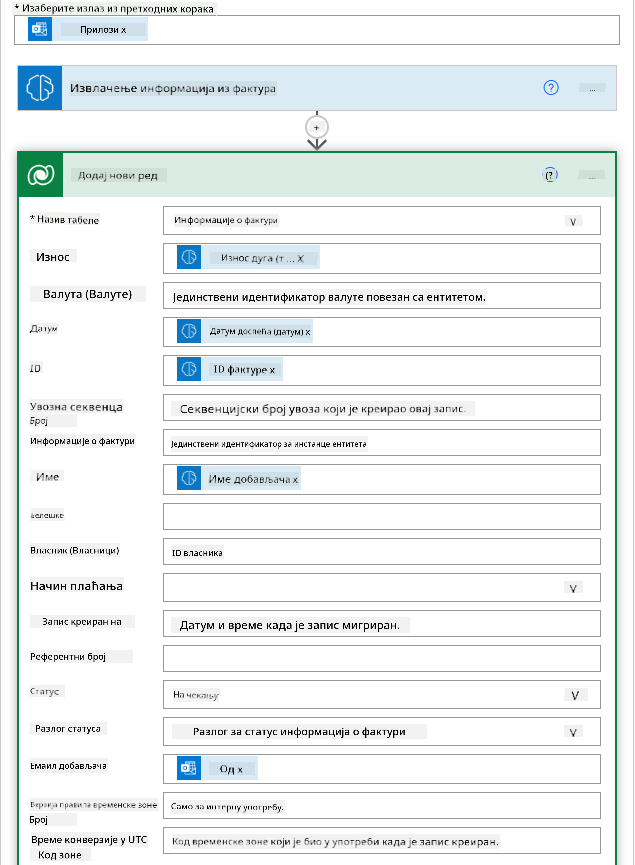 * Изаберите излаз из претходних корака
Прилози x
Извлачење информација из фактура
?
...
+
Додај нови ред
(?
...
* Назив табеле
Информације о фактури
Износ
Износ дуга (т ... X
Валута (Валуте)
Јединствени идентификатор валуте повезан са ентитетом.
Датум
Датум доспећа (датум) x
ID
ID фактуре x
Увозна секвенца
Број
Секвенцијски број увоза који је креирао овај запис.
Информације о фактури
Јединствени идентификатор за инстанце ентитета
Име
Име добављача x
Белешке
Власник (Власници)
ID власника
Начин плаћања
Запис креиран на
Датум и време када је запис мигриран.
Референтни број
Статус
На чекању
Разлог статуса
Разлог за статус информација о фактури
Емаил добављача
Од x
Верзија правила временске зоне
Број
Само за интерну употребу.
Време конверзије у UTC
Код зоне
Код временске зоне који је био у употреби када је запис креиран.